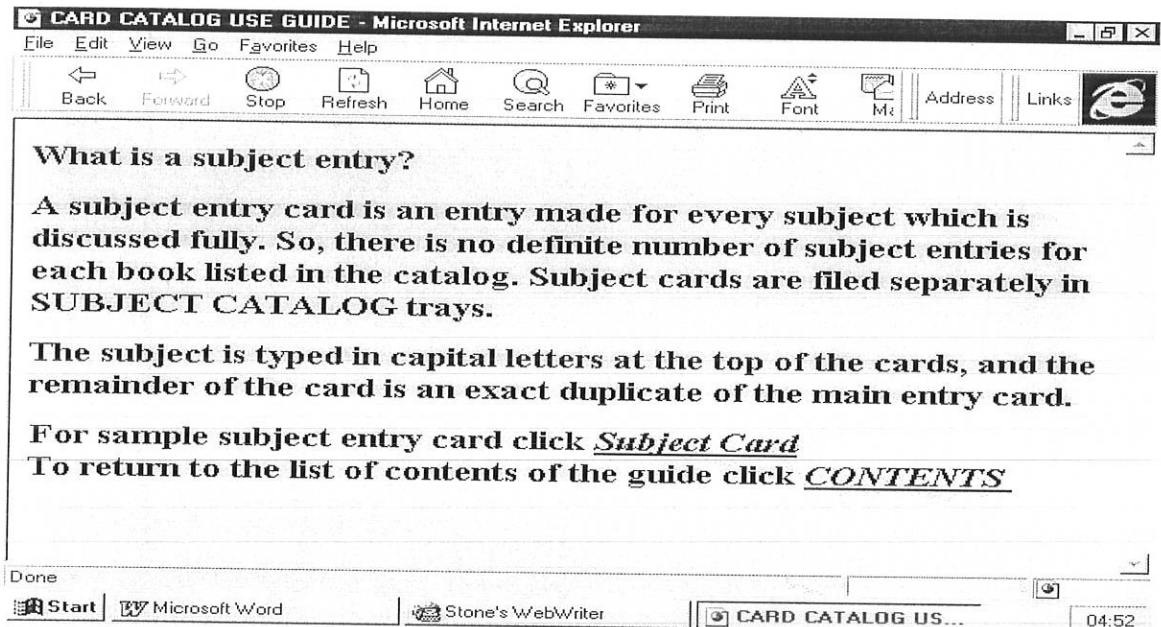 CARD CATALOG USE GUIDE - Microsoft Internet Explorer
File Edit View Go Favorites Help
Back Forward Stop Refresh Home Search Favorites Print Font Address Links
What is a subject entry?
A subject entry card is an entry made for every subject which is
discussed fully. So, there is no definite number of subject entries for
each book listed in the catalog. Subject cards are filed separately in
SUBJECT CATALOG trays.
The subject is typed in capital letters at the top of the cards, and the
remainder of the card is an exact duplicate of the main entry card.
For sample subject entry card click Subject Card
To return to the list of contents of the guide click CONTENTS
Done
Start Microsoft Word Stone's WebWriter CARD CATALOG US... 04:52